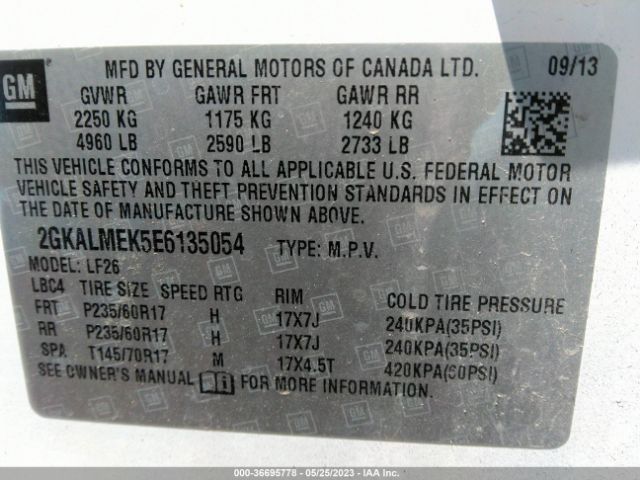 GM
MFD BY GENERAL MOTORS OF CANADA LTD. 09/13
GVWR GAWR FRT GAWR RR
2250 KG 1175 KG 1240 KG
4960 LB 2590 LB 2733 LB
THIS VEHICLE CONFORMS TO ALL APPLICABLE U.S. FEDERAL MOTOR
VEHICLE SAFETY AND THEFT PREVENTION STANDARDS IN EFFECT ON
THE DATE OF MANUFACTURE SHOWN ABOVE.
2GKALMEK5E6135054 TYPE: M.P.V.
MODEL: LF26
LBC4 TIRE SIZE SPEED RTG RIM COLD TIRE PRESSURE
FRT P235/60R17 H 17X7J 240KPA(35PSI)
RR P235/60R17 H 17X7J 240KPA(35PSI)
SPA T145/70R17 M 17X4.5T 420KPA(60PSI)
SEE OWNER'S MANUAL FOR MORE INFORMATION.
000-36695778 - 05/25/2023 - IAA Inc.